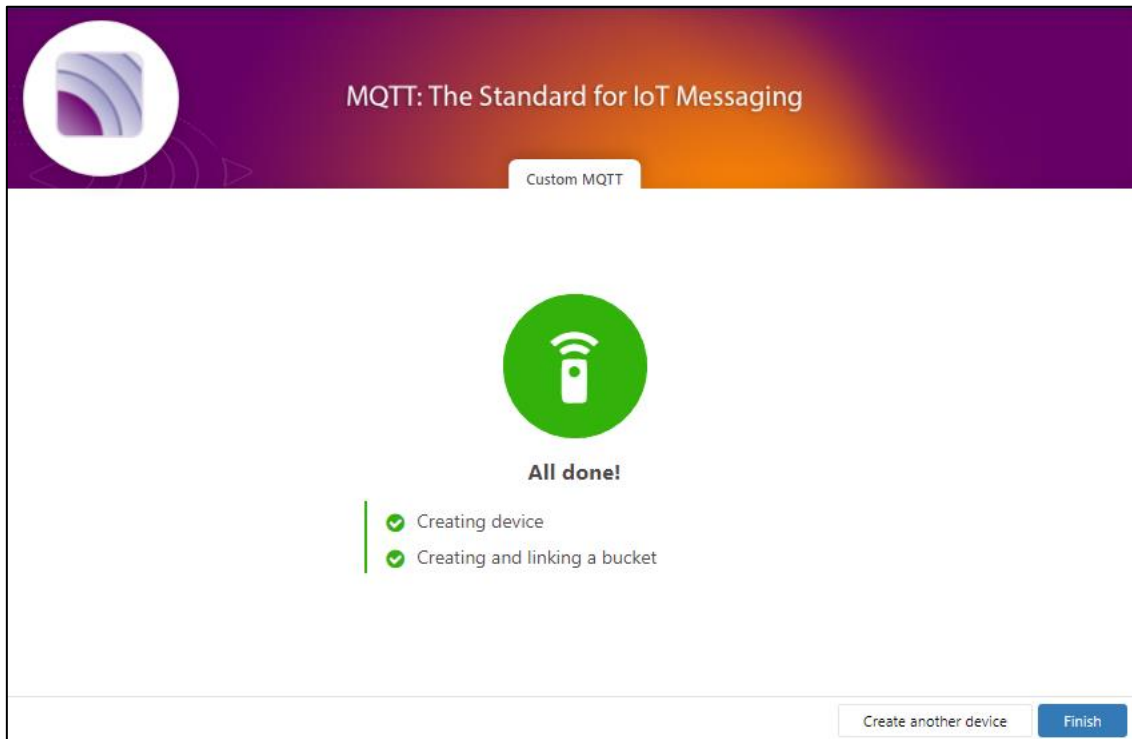 MQTT: The Standard for IoT Messaging
Custom MQTT
All done!
Creating device
Creating and linking a bucket
Create another device
Finish